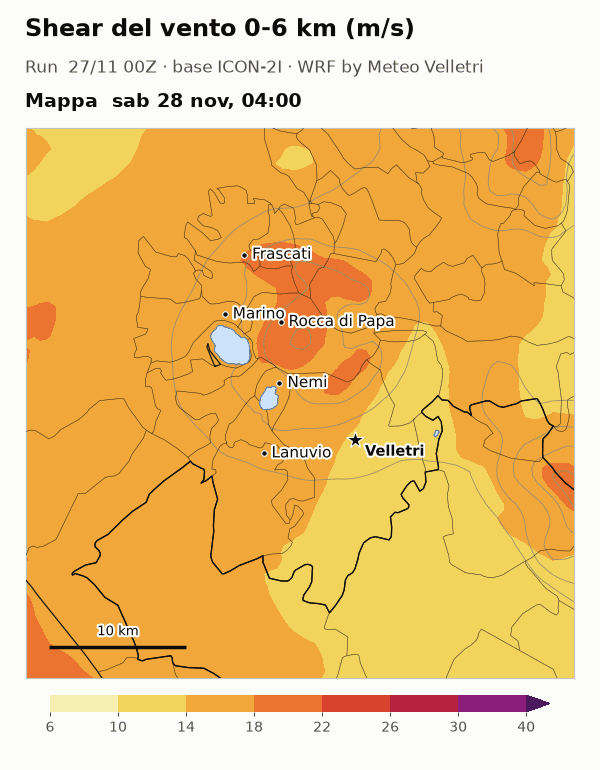 Shear del vento 0-6 km (m/s)
Run  27/11 00Z · base ICON-2I · WRF by Meteo Velletri
Mappa  sab 28 nov, 04:00
Frascati
Marino
Rocca di Papa
Nemi
Velletri
Lanuvio
10 km
6 10 14 18 22 26 30 40